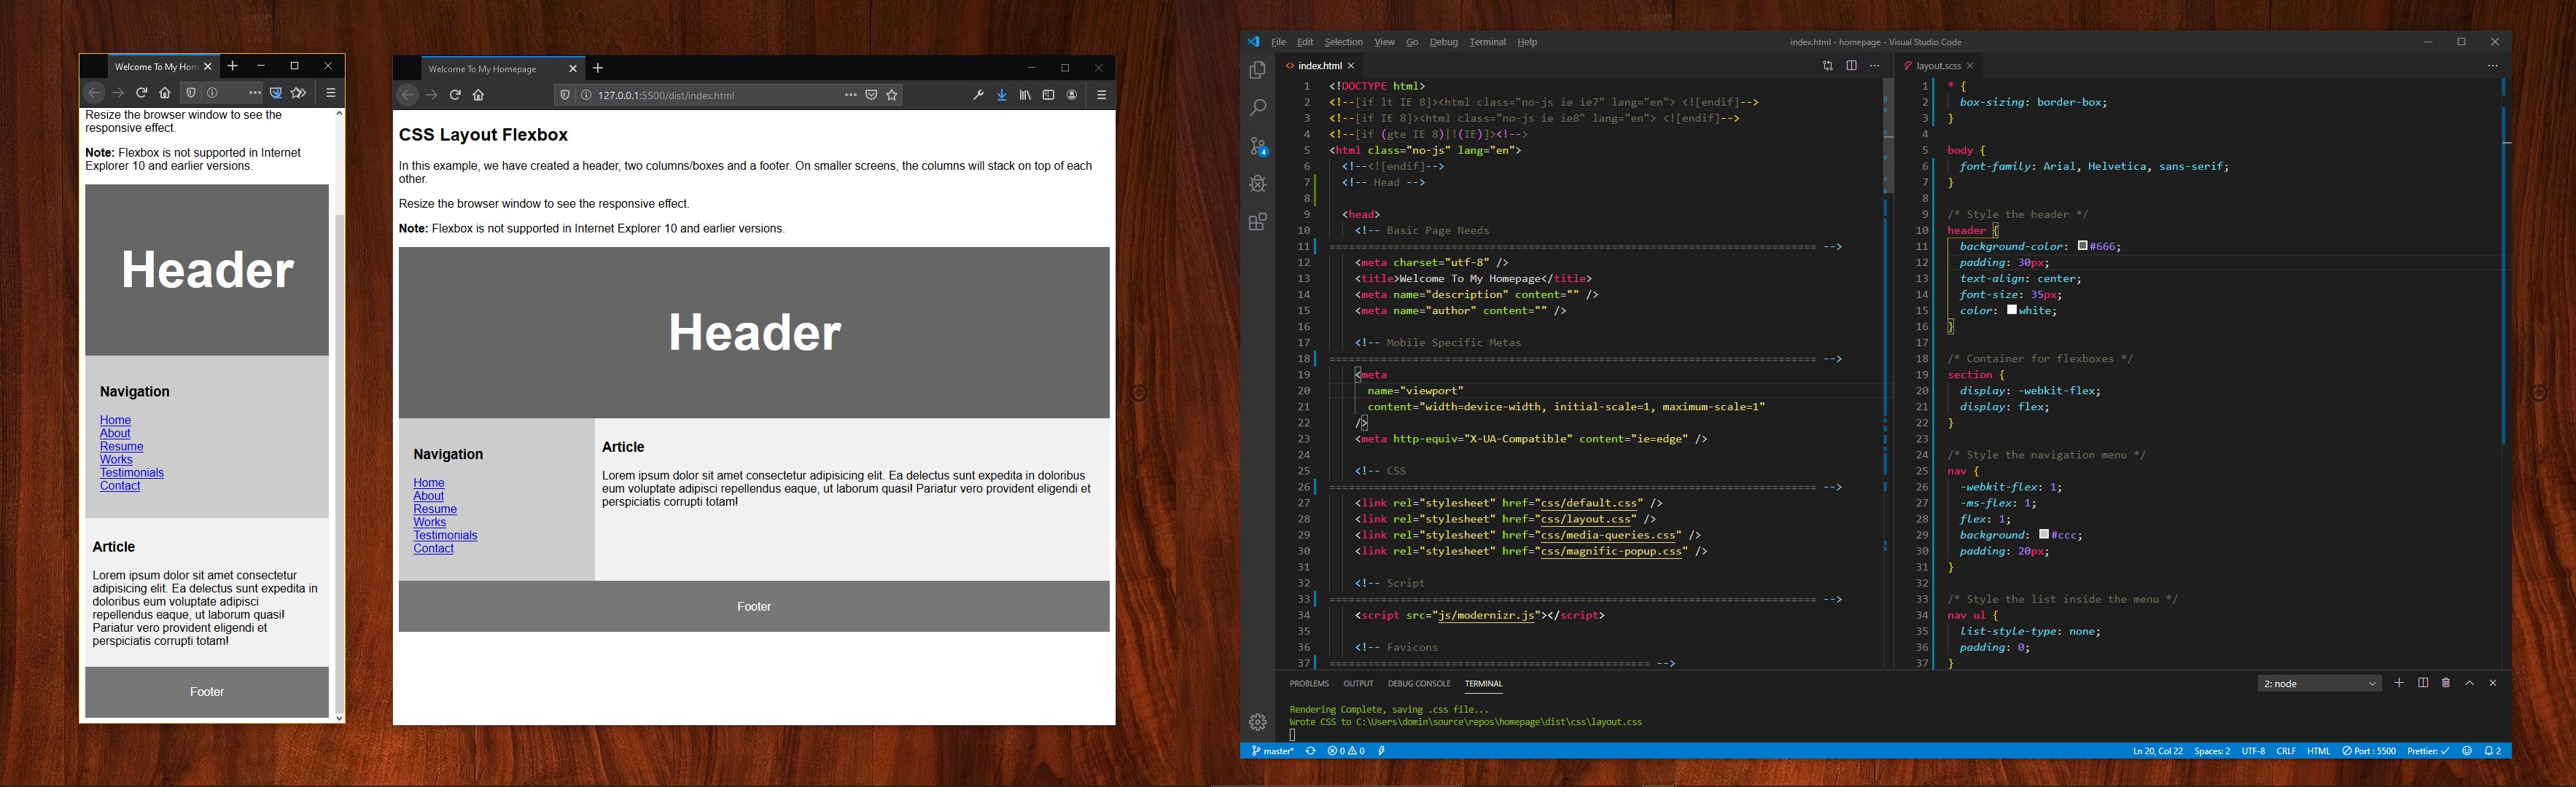 Welcome To My Hom
Resize the browser window to see the
responsive effect.
Note: Flexbox is not supported in Internet
Explorer 10 and earlier versions.
Header
Navigation
Home
About
Resume
Works
Testimonials
Contact
Article
Lorem ipsum dolor sit amet consectetur
adipisicing elit. Ea delectus sunt expedita in
doloribus eum voluptate adipisci
repellendus eaque, ut laborum quasi!
Pariatur vero provident eligendi et
perspiciatis corrupti totam!
Footer
Welcome To My Homepage
127.0.0.1:5500/dist/index.html
CSS Layout Flexbox
In this example, we have created a header, two columns/boxes and a footer. On smaller screens, the columns will stack on top of each
other.
Resize the browser window to see the responsive effect.
Note: Flexbox is not supported in Internet Explorer 10 and earlier versions.
Header
Navigation
Home
About
Resume
Works
Testimonials
Contact
Article
Lorem ipsum dolor sit amet consectetur adipisicing elit. Ea delectus sunt expedita in doloribus
eum voluptate adipisci repellendus eaque, ut laborum quasi! Pariatur vero provident eligendi et
perspiciatis corrupti totam!
Footer
File Edit Selection View Go Debug Terminal Help
index.html - homepage - Visual Studio Code
4
index.html
1 <!DOCTYPE html>
2 <!--[if lt IE 8]><html class="no-js ie ie7" lang="en"> <![endif]-->
3 <!--[if IE 8]><html class="no-js ie ie8" lang="en"> <![endif]-->
4 <!--[if (gte IE 8)|!(IE)]><!-->
5 <html class="no-js" lang="en">
6 <!--<![endif]-->
7 <!-- Head -->
8
9 <head>
10 <!-- Basic Page Needs
11 ========================================================================== -->
12 <meta charset="utf-8" />
13 <title>Welcome To My Homepage</title>
14 <meta name="description" content="" />
15 <meta name="author" content="" />
16
17 <!-- Mobile Specific Metas
18 ========================================================================== -->
19 <meta
20 name="viewport"
21 content="width=device-width, initial-scale=1, maximum-scale=1"
22 />
23 <meta http-equiv="X-UA-Compatible" content="ie=edge" />
24
25 <!-- CSS
26 ========================================================================== -->
27 <link rel="stylesheet" href="css/default.css" />
28 <link rel="stylesheet" href="css/layout.css" />
29 <link rel="stylesheet" href="css/media-queries.css" />
30 <link rel="stylesheet" href="css/magnific-popup.css" />
31
32 <!-- Script
33 ========================================================================== -->
34 <script src="js/modernizr.js"></script>
35
36 <!-- Favicons
37 ================================================ -->
layout.scss
1 * {
2 box-sizing: border-box;
3 }
4
5 body {
6 font-family: Arial, Helvetica, sans-serif;
7 }
8
9 /* Style the header */
10 header {
11 background-color: #666;
12 padding: 30px;
13 text-align: center;
14 font-size: 35px;
15 color: white;
16 }
17
18 /* Container for flexboxes */
19 section {
20 display: -webkit-flex;
21 display: flex;
22 }
23
24 /* Style the navigation menu */
25 nav {
26 -webkit-flex: 1;
27 -ms-flex: 1;
28 flex: 1;
29 background: #ccc;
30 padding: 20px;
31 }
32
33 /* Style the list inside the menu */
34 nav ul {
35 list-style-type: none;
36 padding: 0;
37 }
PROBLEMS OUTPUT DEBUG CONSOLE TERMINAL
2: node
Rendering Complete, saving .css file...
Wrote CSS to C:\Users\domin\source\repos\homepage\dist\css\layout.css
master* 0 0
Ln 20, Col 22 Spaces: 2 UTF-8 CRLF HTML Port : 5500 Prettier: ✓ 2